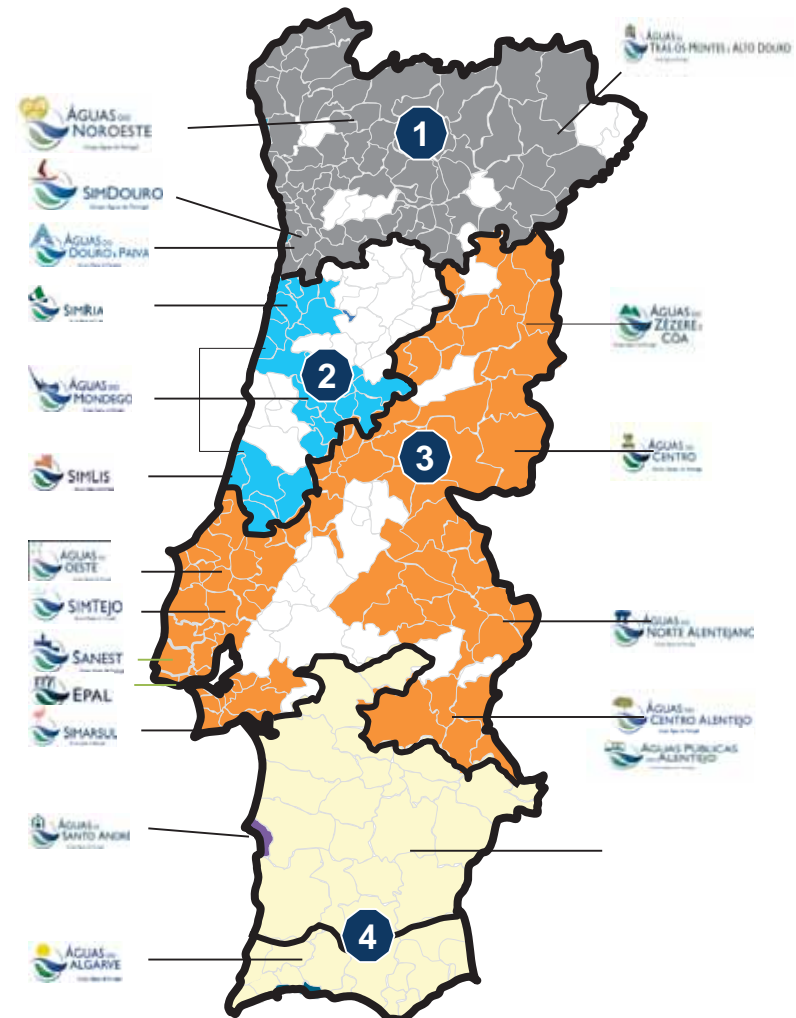 ÁGUAS DE
TRÁS-OS-MONTES E ALTO DOURO
ÁGUAS DO
NOROESTE
1
SIMDOURO
ÁGUAS DO
DOURO E PAIVA
SIMRIA
ÁGUAS DO
ZÊZERE E
CÔA
2
ÁGUAS DO
MONDEGO
3
ÁGUAS DO
CENTRO
SIMLIS
ÁGUAS DO
OESTE
SIMTEJO
ÁGUAS DO
NORTE ALENTEJANO
SANEST
EPAL
SIMARSUL
ÁGUAS DO
CENTRO ALENTEJO
ÁGUAS PÚBLICAS
DO ALENTEJO
ÁGUAS DE
SANTO ANDRÉ
4
ÁGUAS DO
ALGARVE